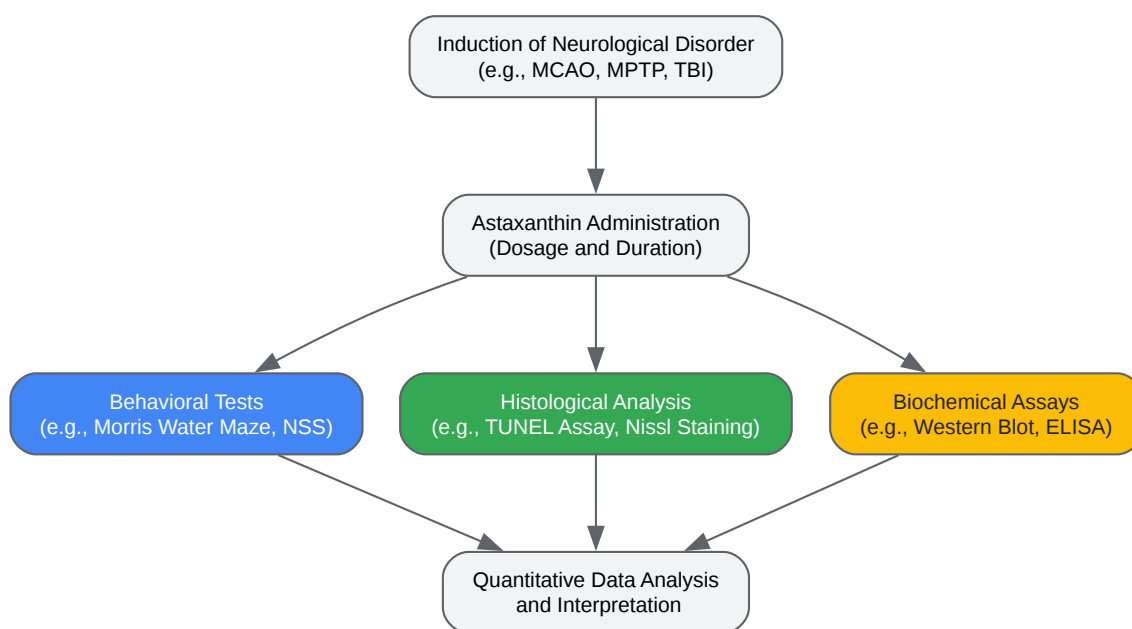 Induction of Neurological Disorder
(e.g., MCAO, MPTP, TBI)
Astaxanthin Administration
(Dosage and Duration)
Behavioral Tests
(e.g., Morris Water Maze, NSS)
Histological Analysis
(e.g., TUNEL Assay, Nissl Staining)
Biochemical Assays
(e.g., Western Blot, ELISA)
Quantitative Data Analysis
and Interpretation